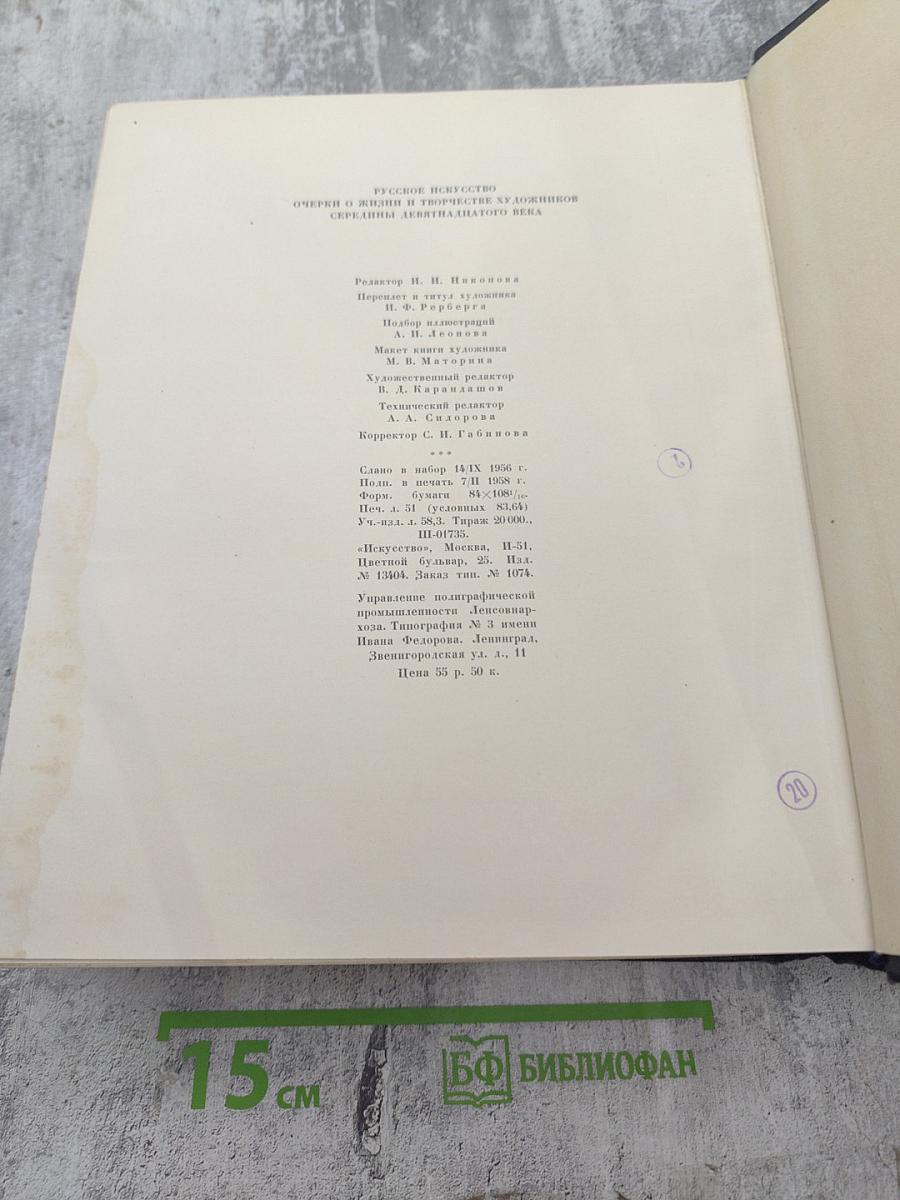 РУССКОЕ ИСКУССТВО
ОЧЕРКИ О ЖИЗНИ И ТВОРЧЕСТВЕ ХУДОЖНИКОВ
СЕРЕДИНЫ ДЕВЯТНАДЦАТОГО ВЕКА
Редактор И. И. Никонова
Переплет и титул художника
И. Ф. Рерберга
Подбор иллюстраций
А. И. Леонова
Макет книги художника
М. В. Маторина
Художественный редактор
В. Д. Карандашов
Технический редактор
А. А. Сидорова
Корректор С. И. Габинова
* * *
Сдано в набор 14/IX 1956 г.
Подп. в печать 7/II 1958 г.
Форм. бумаги 84×108¹/₁₆.
Печ. л. 51 (условных 83,64)
Уч.-изд. л. 58,3. Тираж 20 000.,
Ш-01735.
«Искусство», Москва, И-51,
Цветной бульвар, 25. Изд.
№ 13404. Заказ тип. № 1074.
Управление полиграфической
промышленности Ленсовнар-
хоза. Типография № 3 имени
Ивана Федорова. Ленинград,
Звенигородская ул. д., 11
Цена 55 р. 50 к.
2
20
15 см
БФ БИБЛИОФАН